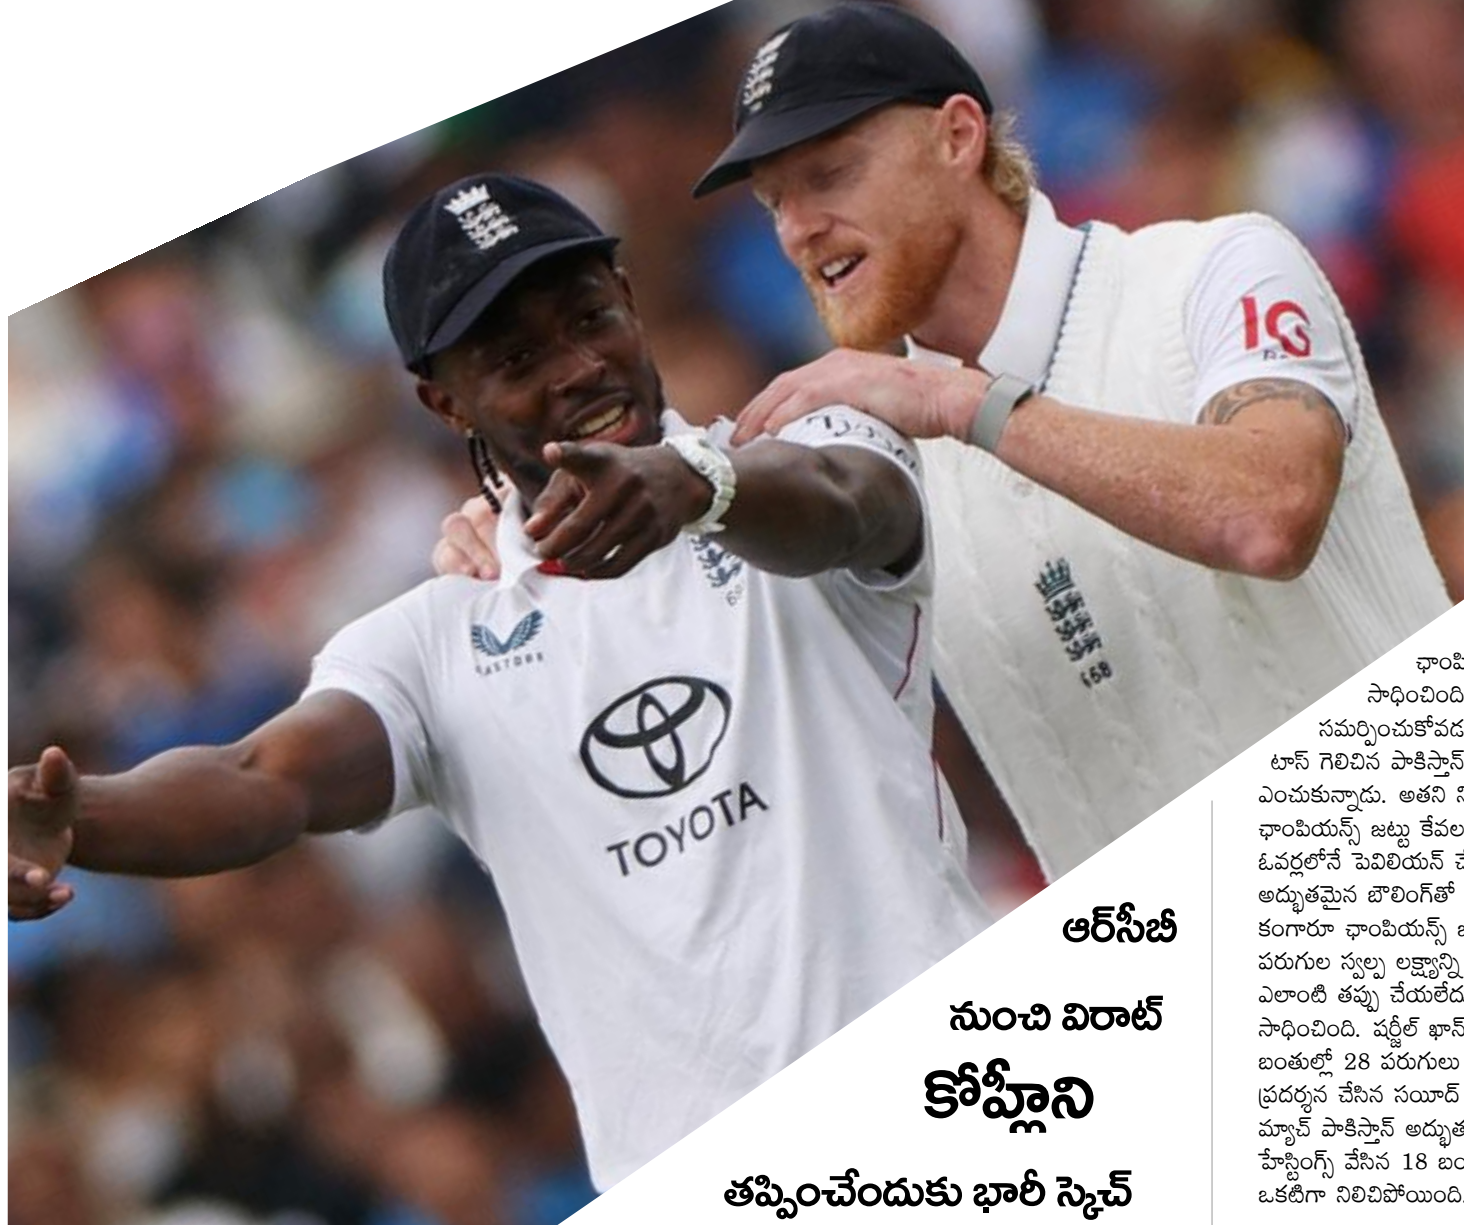 TOYOTA
668
ఆర్‌సీబీ
నుంచి విరాట్
కోహ్లీని
తప్పించేందుకు భారీ స్కెచ్
సాధించింది
సమర్పించుకోవడ
టాస్ గెలిచిన పాకిస్తాన్
ఎంచుకున్నాడు. అతని
ఛాంపియన్స్ జట్టు కేవల
ఓవర్లలోనే పెవిలియన్ చే
అద్భుతమైన బౌలింగ్‌తో
కంగారూ ఛాంపియన్స్
పరుగుల స్వల్ప లక్ష్యాన్ని
ఎలాంటి తప్పు చేయలేదు
సాధించింది. షర్జీల్ ఖాన్
బంతుల్లో 28 పరుగులు
ప్రదర్శన చేసిన సయీద్
మ్యాచ్ పాకిస్తాన్ అద్భుత
హేస్టింగ్స్ వేసిన 18 బం
ఒకటిగా నిలిచిపోయింది.